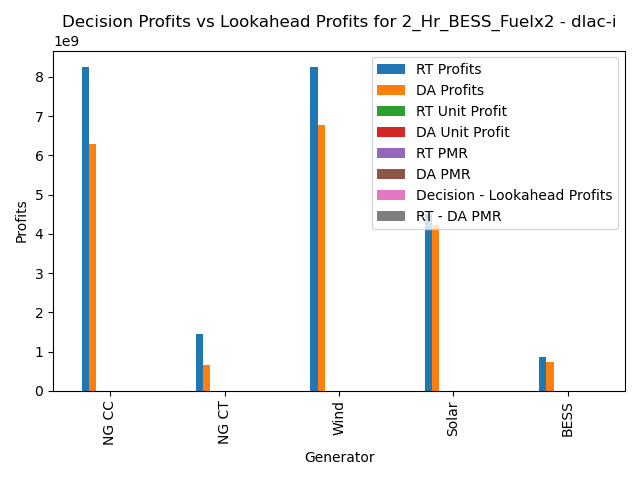 Decision Profits vs Lookahead Profits for 2_Hr_BESS_Fuelx2 - dlac-i
1e9
8
7
6
5
4
3
2
1
0
Profits
RT Profits
DA Profits
RT Unit Profit
DA Unit Profit
RT PMR
DA PMR
Decision - Lookahead Profits
RT - DA PMR
NG CC
NG CT
Wind
Solar
BESS
Generator